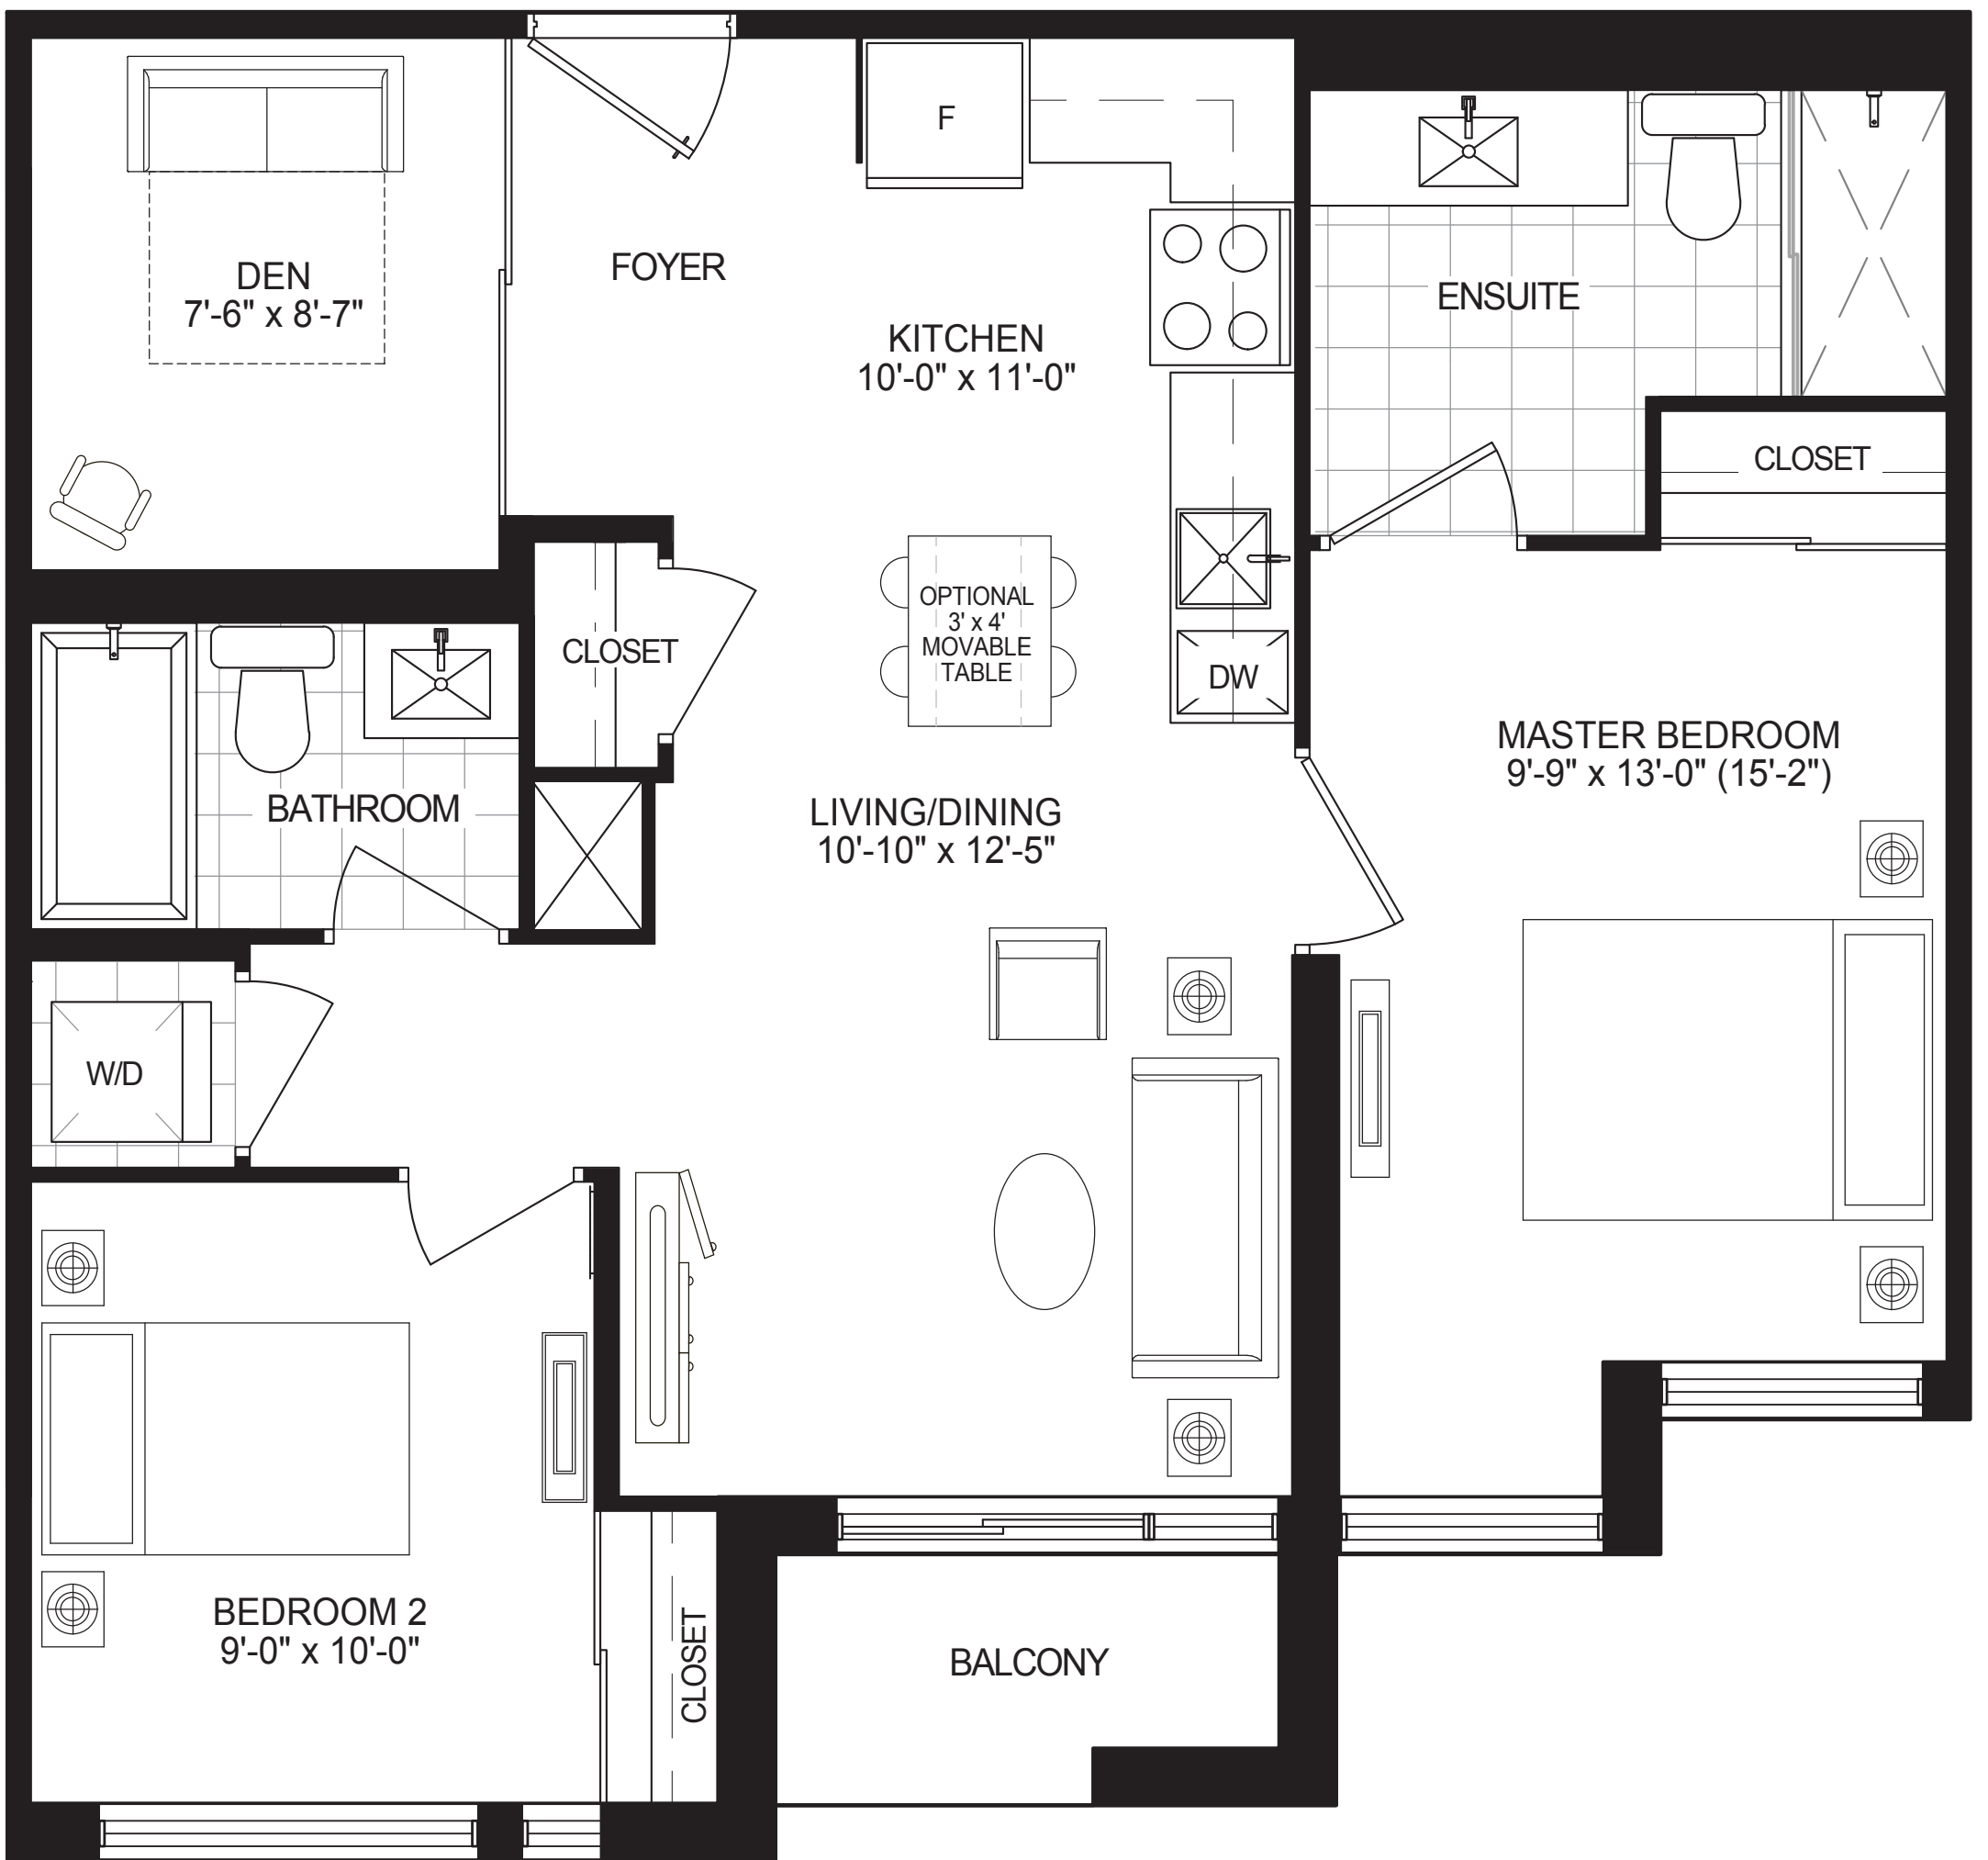 F
DEN
7'-6" x 8'-7"
FOYER
ENSUITE
KITCHEN
10'-0" x 11'-0"
CLOSET
OPTIONAL
3' x 4'
MOVABLE
TABLE
CLOSET
DW
MASTER BEDROOM
9'-9" x 13'-0" (15'-2")
BATHROOM
LIVING/DINING
10'-10" x 12'-5"
W/D
BEDROOM 2
9'-0" x 10'-0"
CLOSET
BALCONY